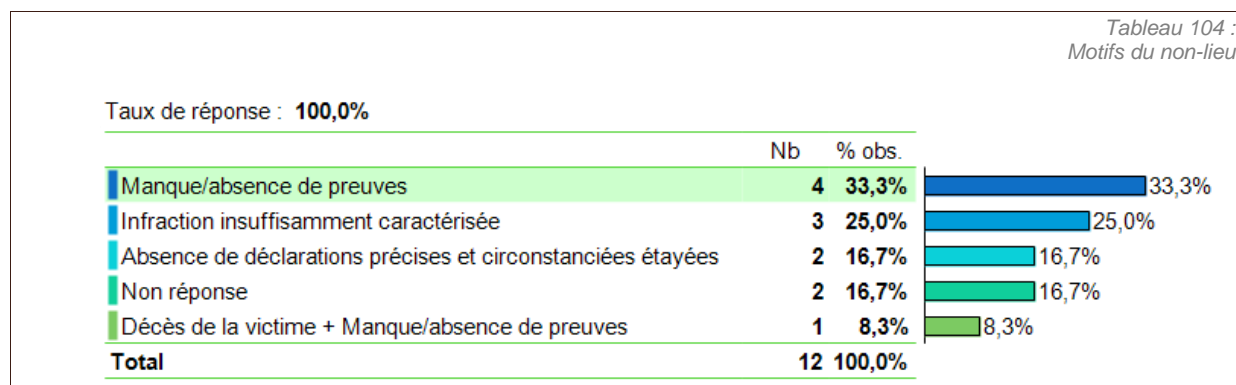 Tableau 104 :
Motifs du non-lieu
Taux de réponse : 100,0%
Nb % obs.
Manque/absence de preuves 4 33,3% 33,3%
Infraction insuffisamment caractérisée 3 25,0% 25,0%
Absence de déclarations précises et circonstanciées étayées 2 16,7% 16,7%
Non réponse 2 16,7% 16,7%
Décès de la victime + Manque/absence de preuves 1 8,3% 8,3%
Total 12 100,0%